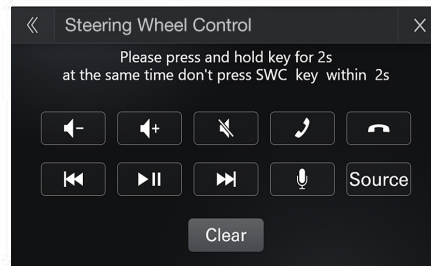 Steering Wheel Control
Please press and hold key for 2s
at the same time don't press SWC key within 2s
Source
Clear